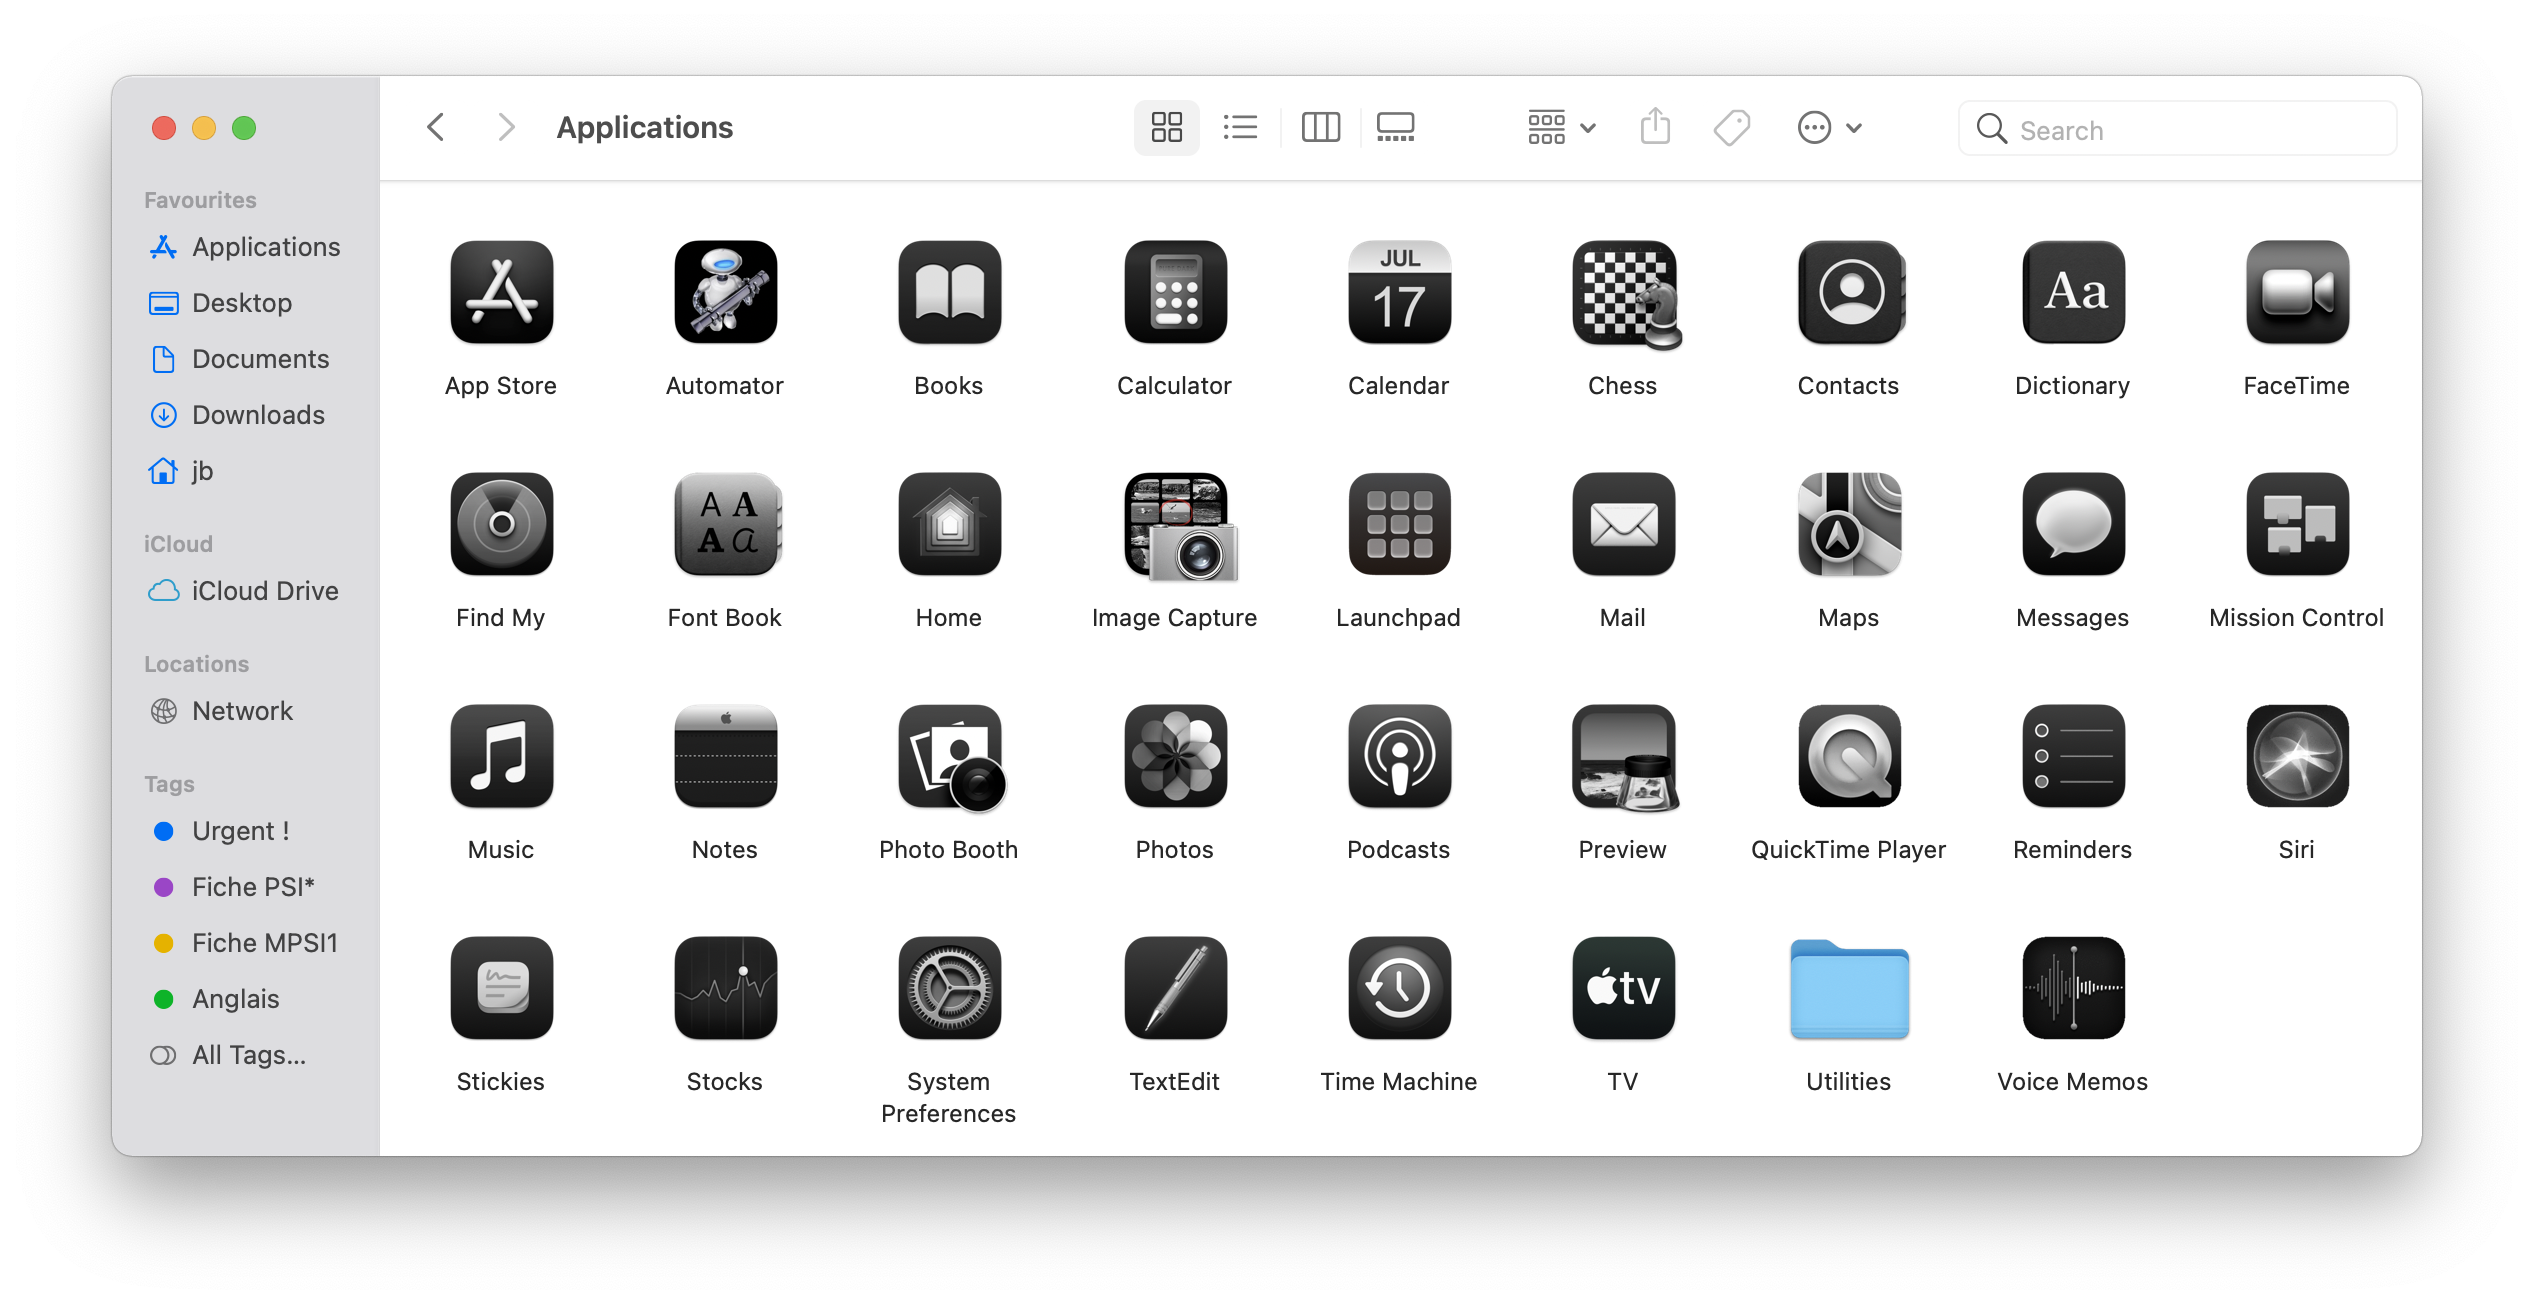 Applications
Search
Favourites
Applications
Desktop
Documents
Downloads
jb
iCloud
iCloud Drive
Locations
Network
Tags
Urgent !
Fiche PSI*
Fiche MPSI1
Anglais
All Tags...
JUL
17
Aa
App Store
Automator
Books
Calculator
Calendar
Chess
Contacts
Dictionary
FaceTime
A A
A a
Find My
Font Book
Home
Image Capture
Launchpad
Mail
Maps
Messages
Mission Control
Music
Notes
Photo Booth
Photos
Podcasts
Preview
QuickTime Player
Reminders
Siri
tv
Stickies
Stocks
System
Preferences
TextEdit
Time Machine
TV
Utilities
Voice Memos